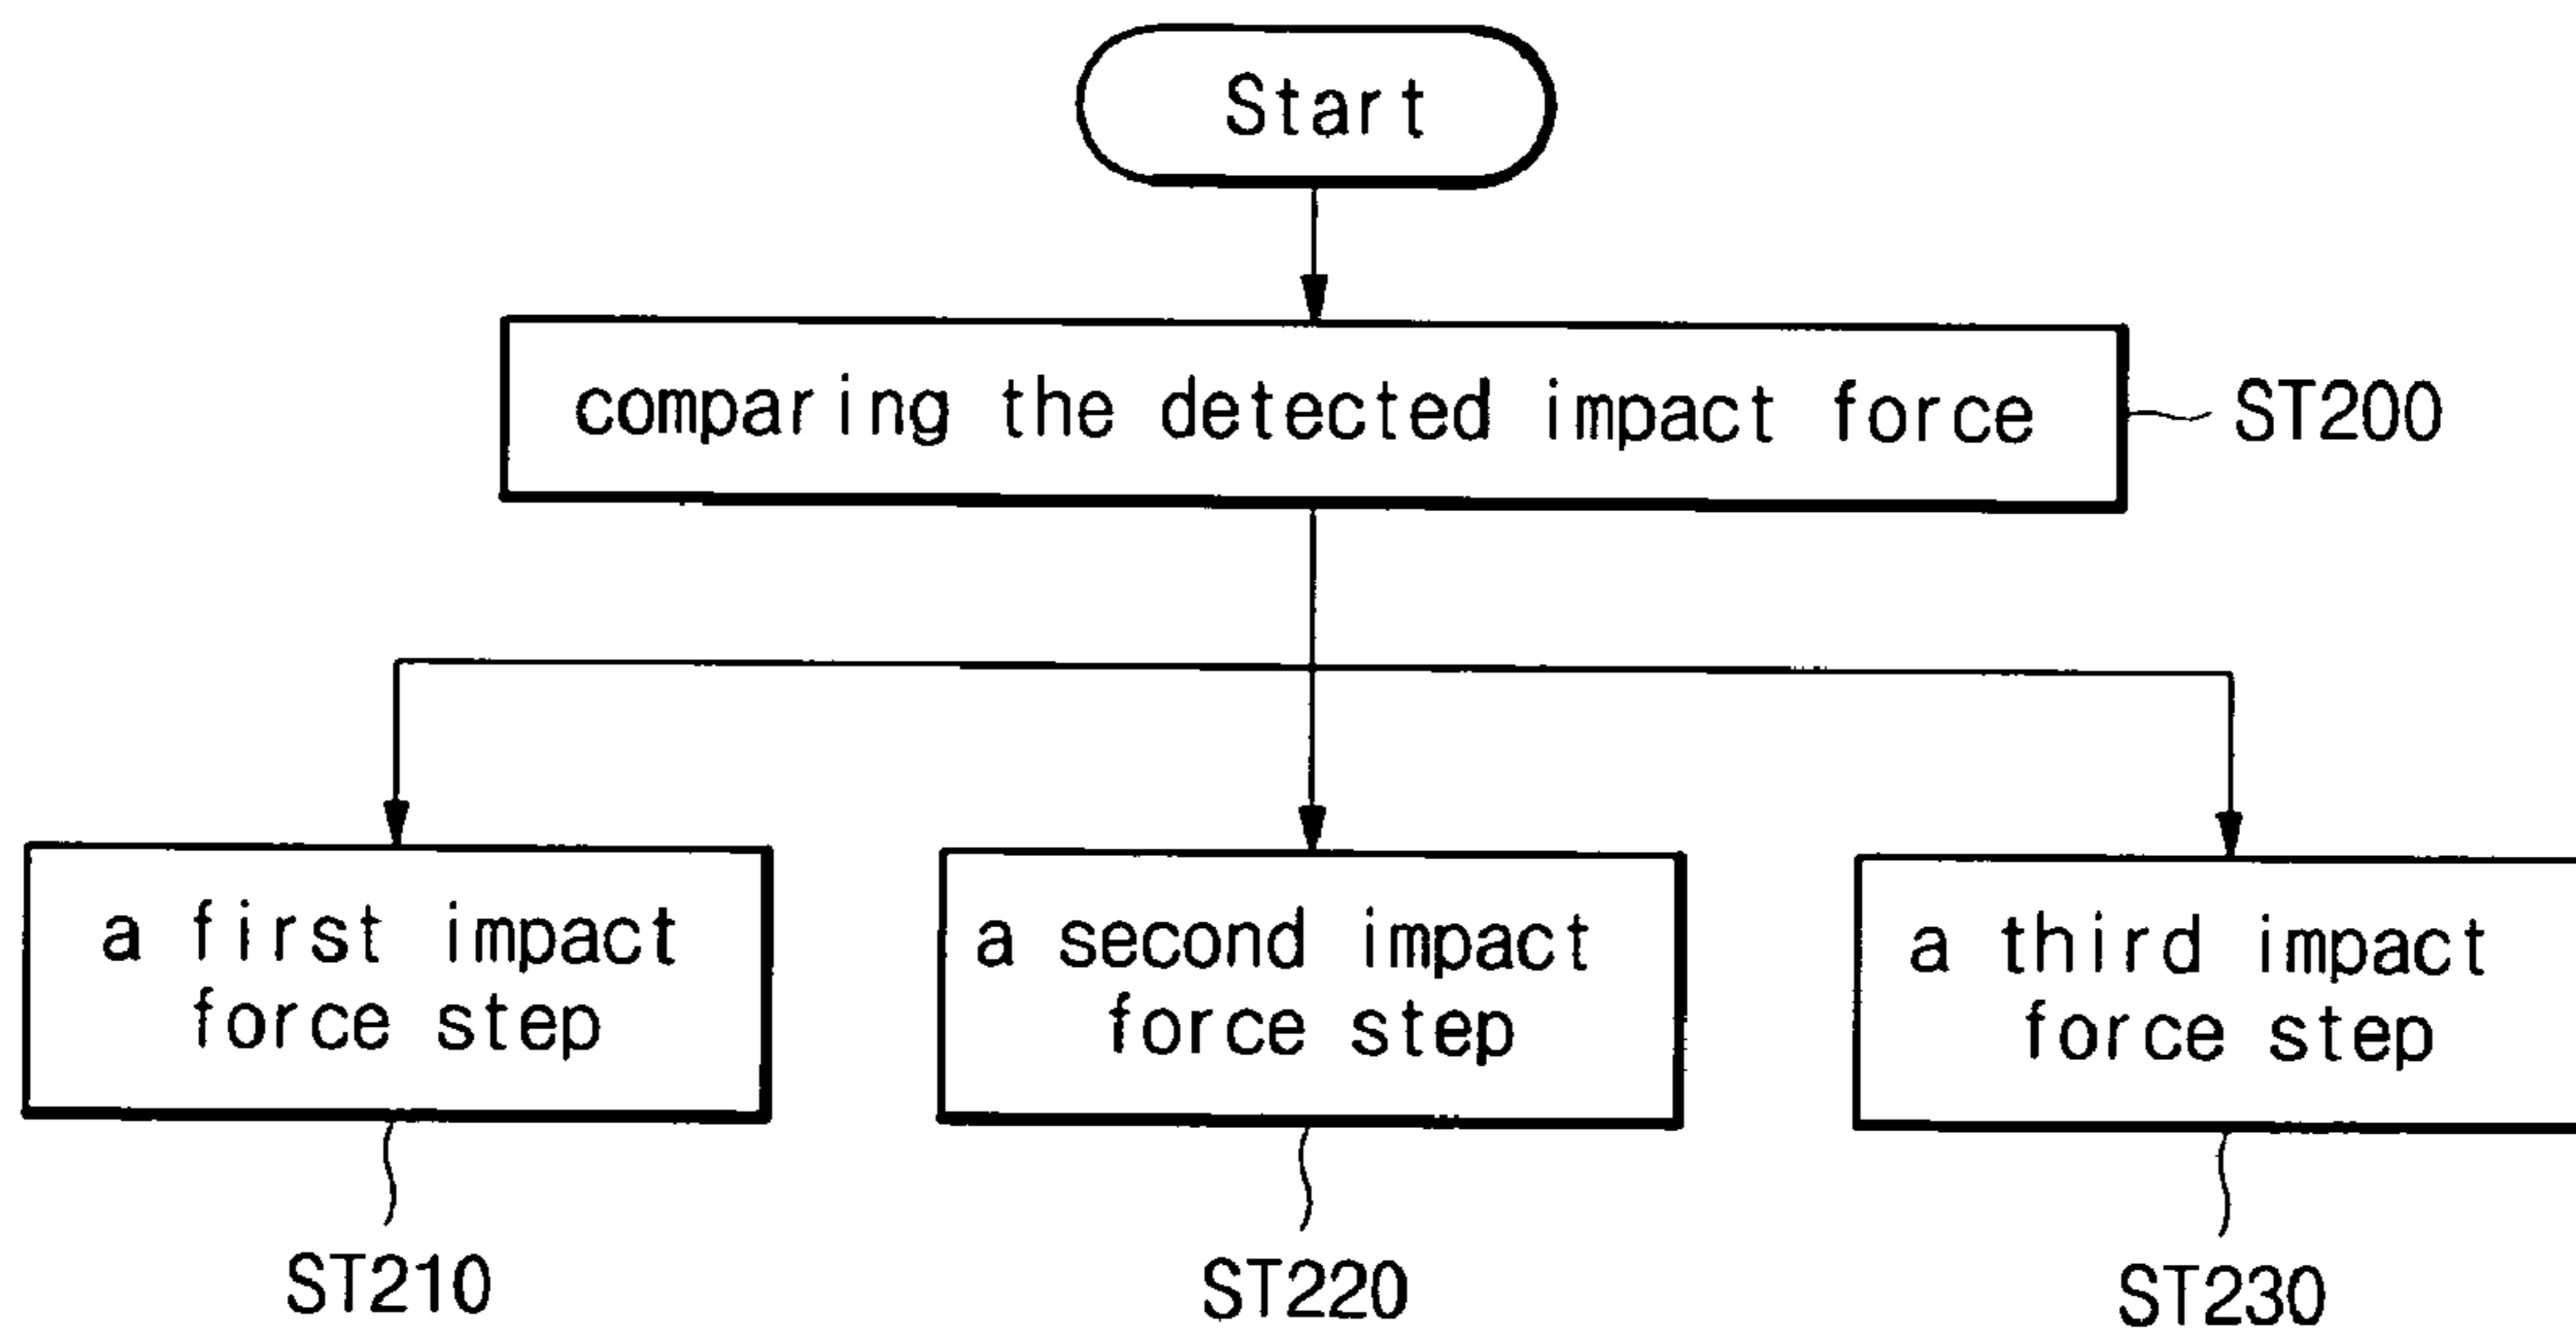 Start
comparing the detected impact force
ST200
a first impact
force step
a second impact
force step
a third impact
force step
ST210
ST220
ST230